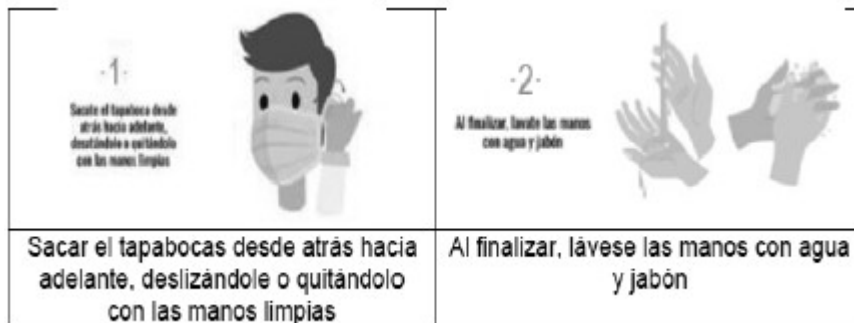 -1-
Sacate el tapaboca desde
atrás hacia adelante,
desatándolo o quitándolo
con las manos limpias
-2-
Al finalizar, lavate las manos
con agua y jabón
Sacar el tapabocas desde atrás hacia
adelante, deslizándole o quitándolo
con las manos limpias
Al finalizar, lávese las manos con agua
y jabón